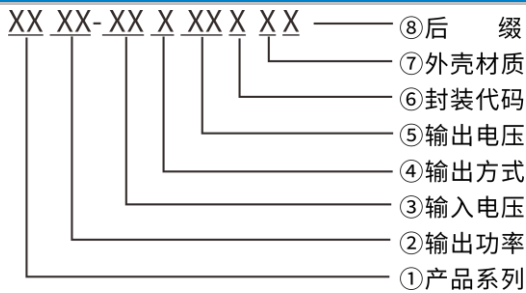 XX XX-XX X XX X X X
⑧后 缀
⑦外壳材质
⑥封装代码
⑤输出电压
④输出方式
③输入电压
②输出功率
①产品系列